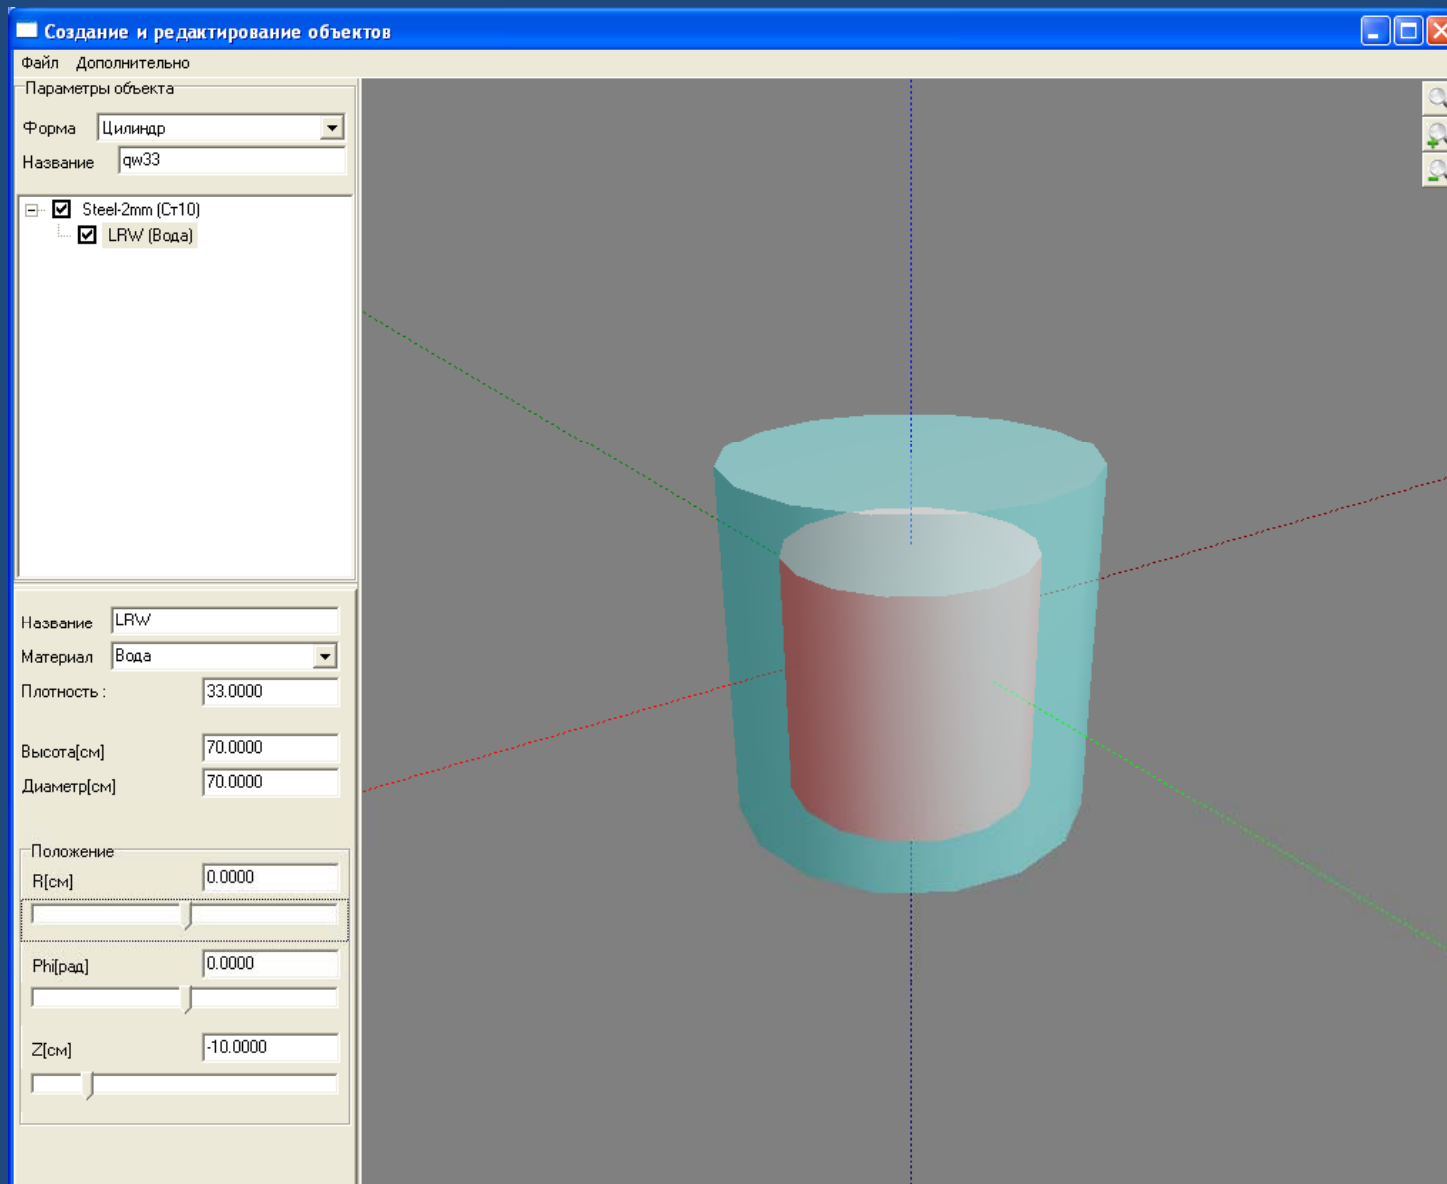 Создание и редактирование объектов
Файл Дополнительно
Параметры объекта
Форма Цилиндр
Название qw33
Steel-2mm (Ст10)
LRW (Вода)
Название LRW
Материал Вода
Плотность : 33.0000
Высота[см] 70.0000
Диаметр[см] 70.0000
Положение
R[см] 0.0000
Phi[рад] 0.0000
Z[см] -10.0000